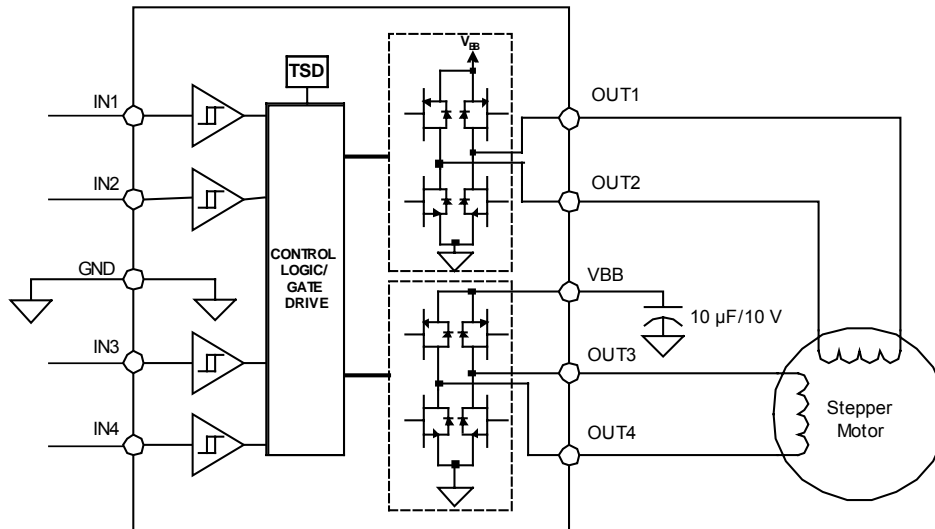 VBB
TSD
IN1
OUT1
IN2
OUT2
CONTROL
LOGIC/
GATE
DRIVE
GND
VBB
10 µF/10 V
IN3
OUT3
Stepper
Motor
IN4
OUT4